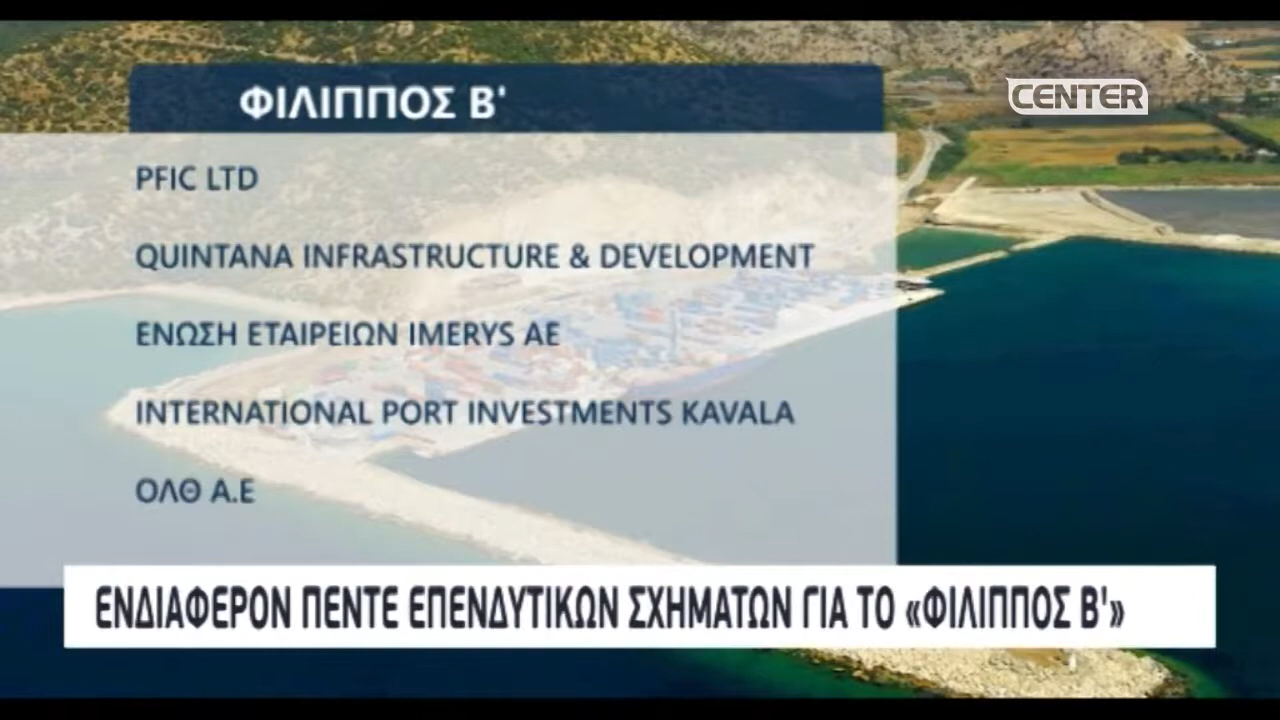 CENTER
ΦΙΛΙΠΠΟΣ Β'
PFIC LTD
QUINTANA INFRASTRUCTURE & DEVELOPMENT
ΕΝΩΣΗ ΕΤΑΙΡΕΙΩΝ IMERYS AE
INTERNATIONAL PORT INVESTMENTS KAVALA
ΟΛΘ Α.Ε
ΕΝΔΙΑΦΕΡΟΝ ΠΕΝΤΕ ΕΠΕΝΔΥΤΙΚΩΝ ΣΧΗΜΑΤΩΝ ΓΙΑ ΤΟ «ΦΙΛΙΠΠΟΣ Β'»